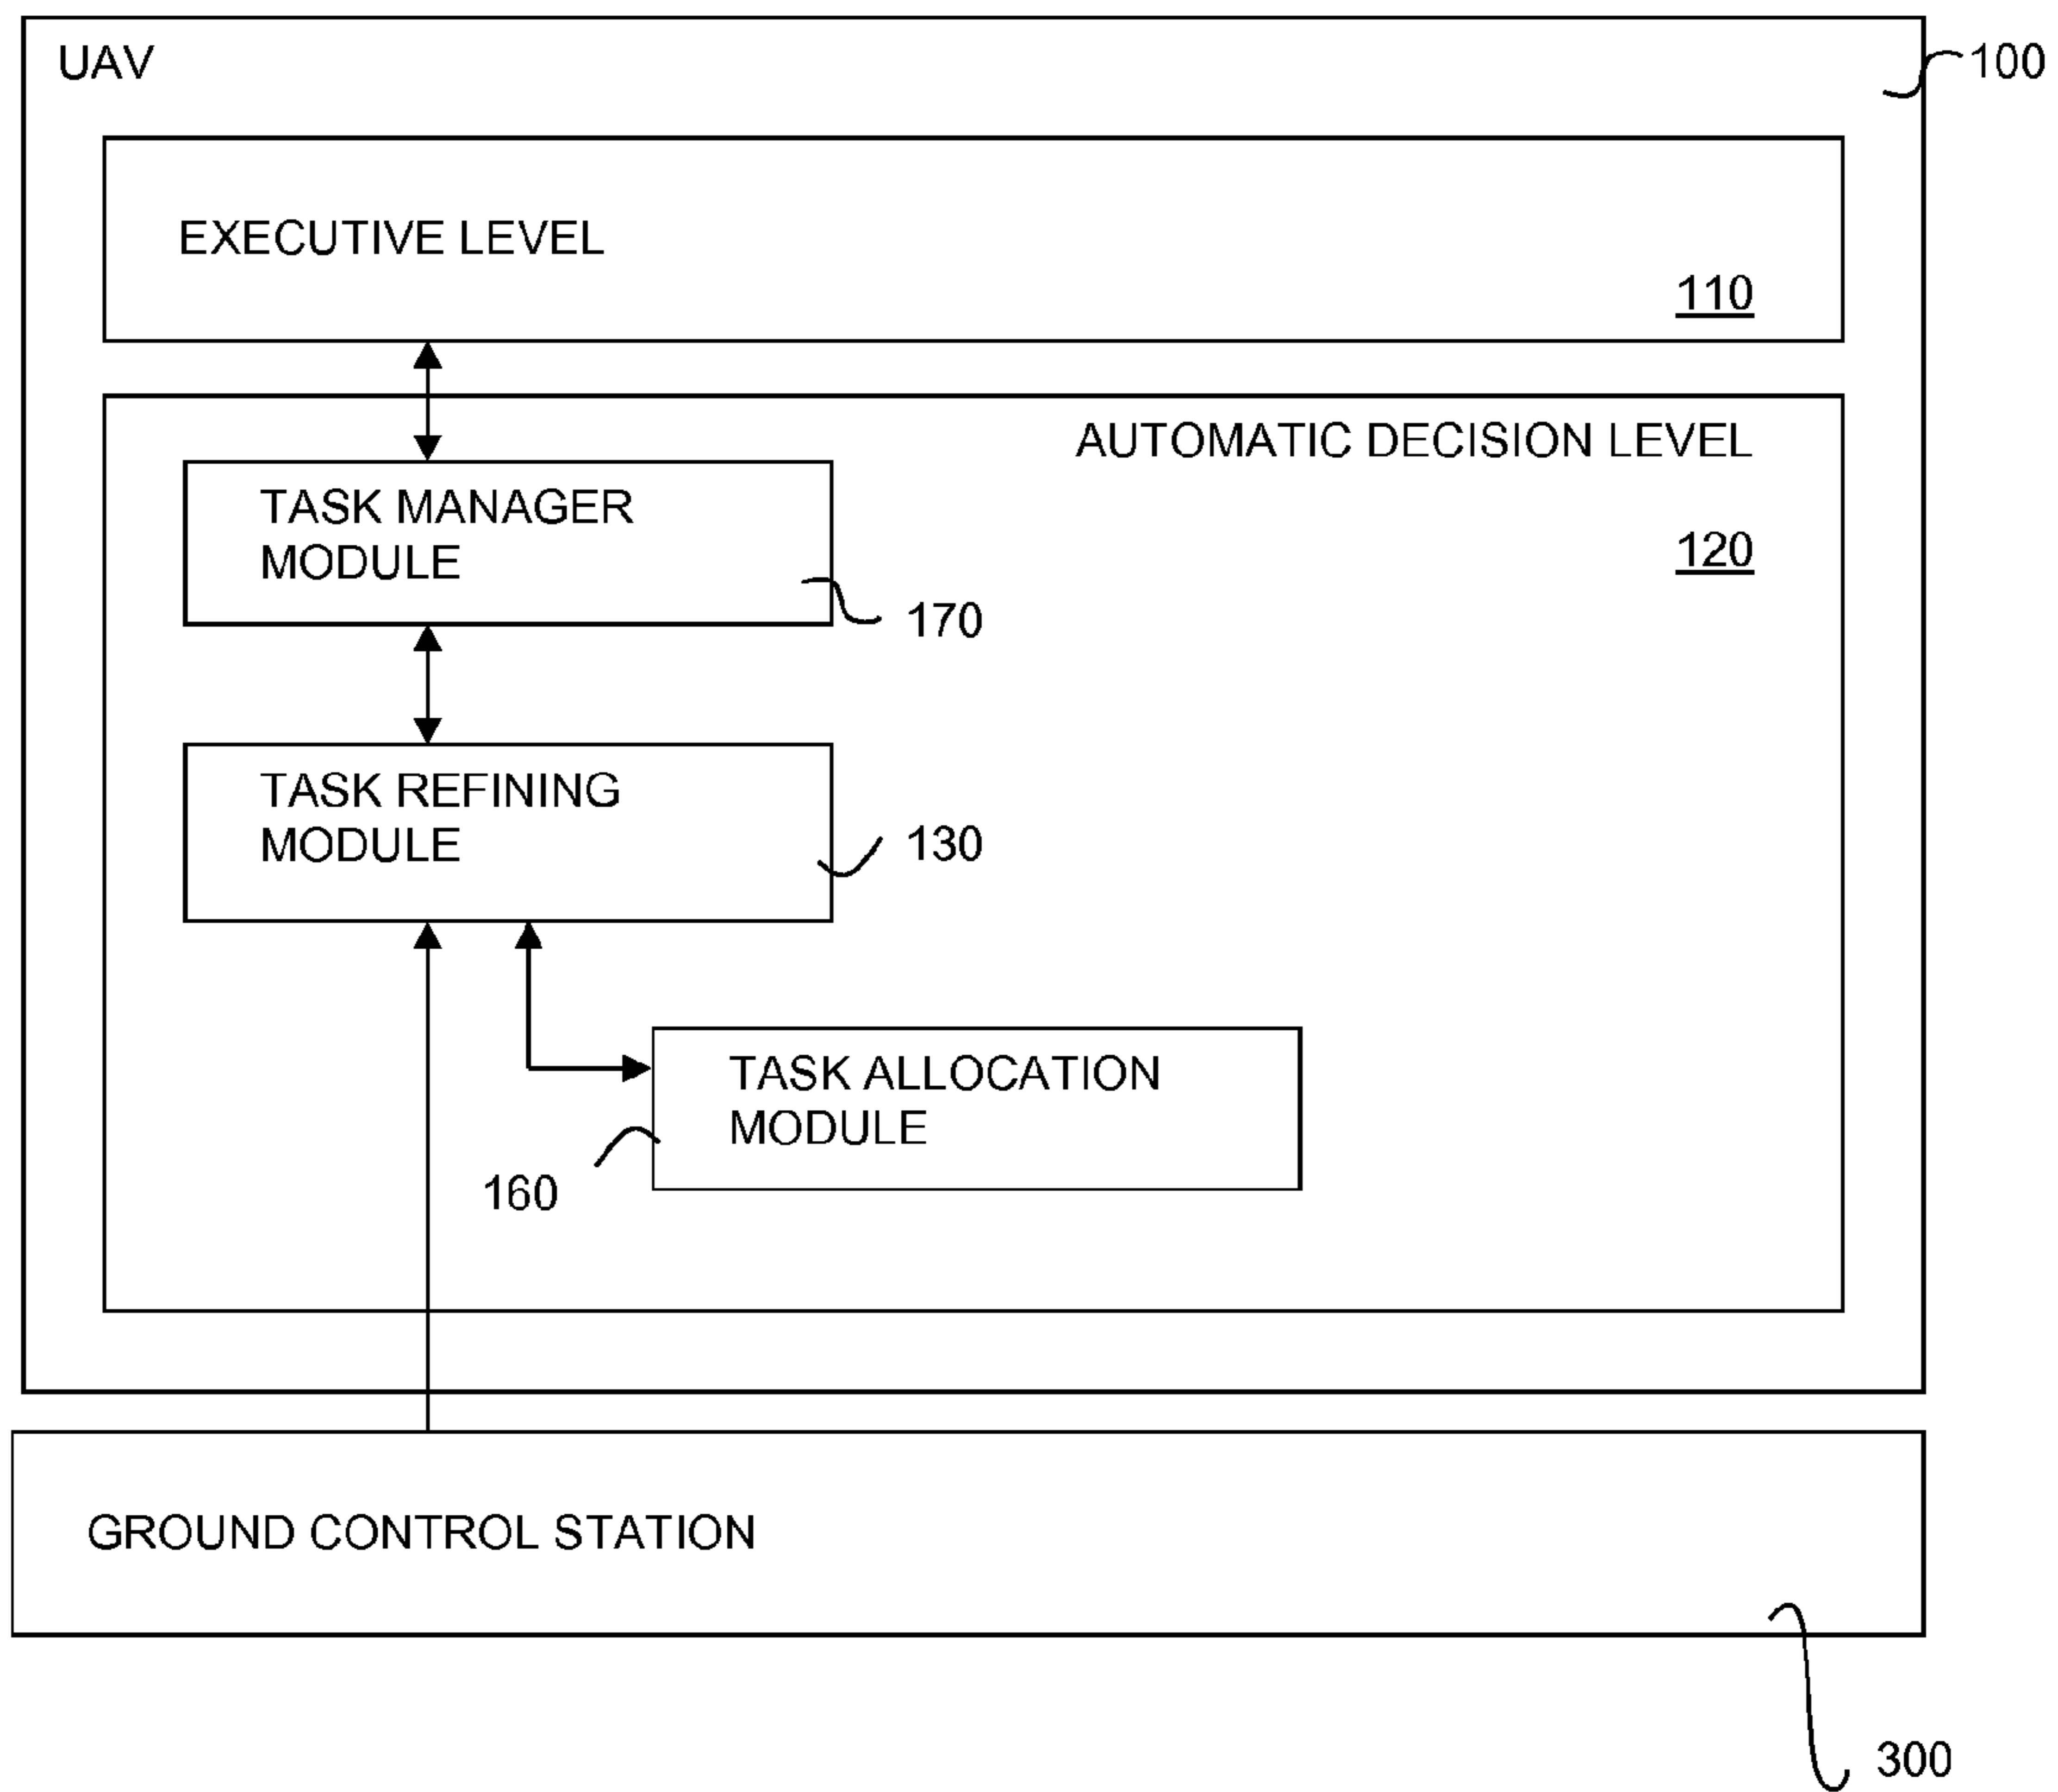 UAV
100
EXECUTIVE LEVEL
110
AUTOMATIC DECISION LEVEL
120
TASK MANAGER
MODULE
170
TASK REFINING
MODULE
130
TASK ALLOCATION
MODULE
160
GROUND CONTROL STATION
300